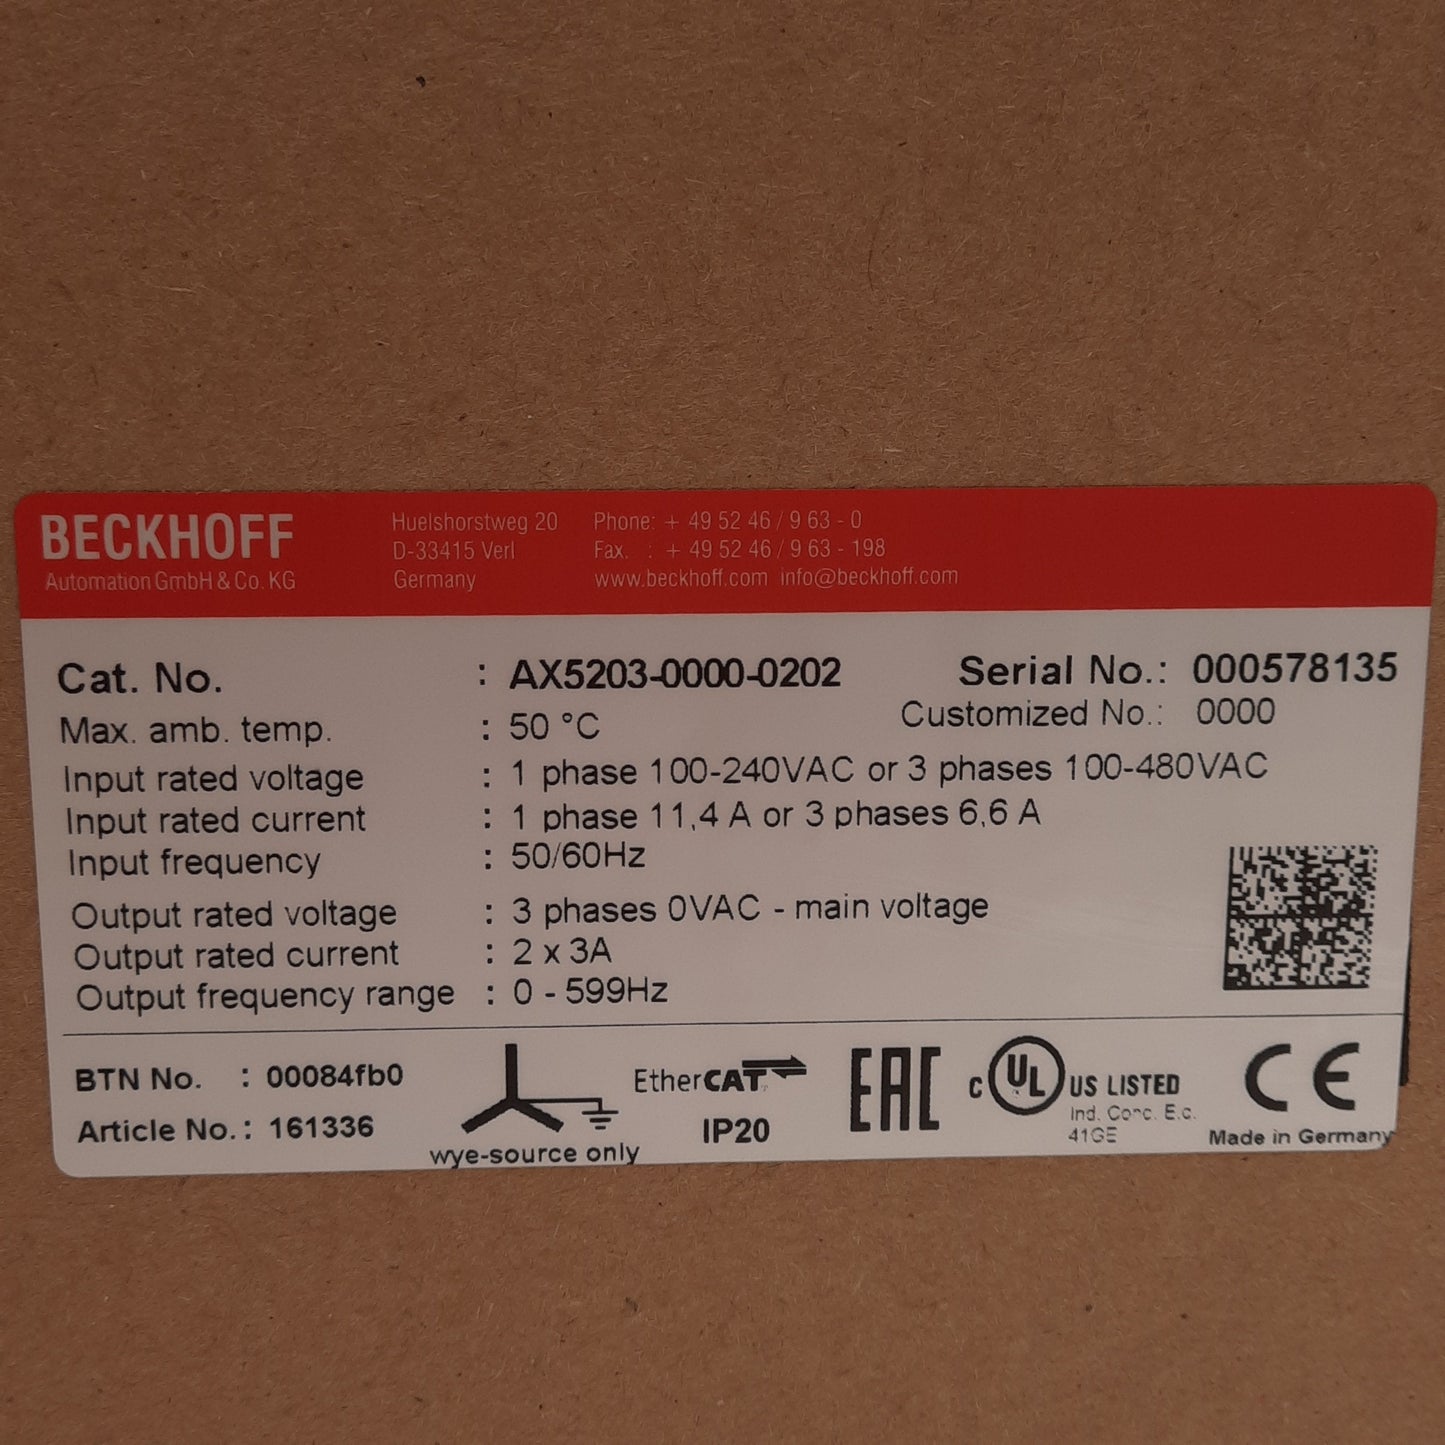 BECKHOFF
Automation GmbH & Co. KG
Huelshorstweg 20
D-33415 Verl
Germany
Phone: + 49 52 46 / 9 63 - 0
Fax. : + 49 52 46 / 9 63 - 198
www.beckhoff.com info@beckhoff.com
Cat. No. : AX5203-0000-0202 Serial No.: 000578135
Max. amb. temp. : 50 °C Customized No.: 0000
Input rated voltage : 1 phase 100-240VAC or 3 phases 100-480VAC
Input rated current : 1 phase 11,4 A or 3 phases 6,6 A
Input frequency : 50/60Hz
Output rated voltage : 3 phases 0VAC - main voltage
Output rated current : 2 x 3A
Output frequency range : 0 - 599Hz
BTN No. : 00084fb0
Article No.: 161336
wye-source only
EtherCAT
IP20
EAC
c UL US LISTED
Ind. Conc. E.c.
41GE
CE
Made in Germany